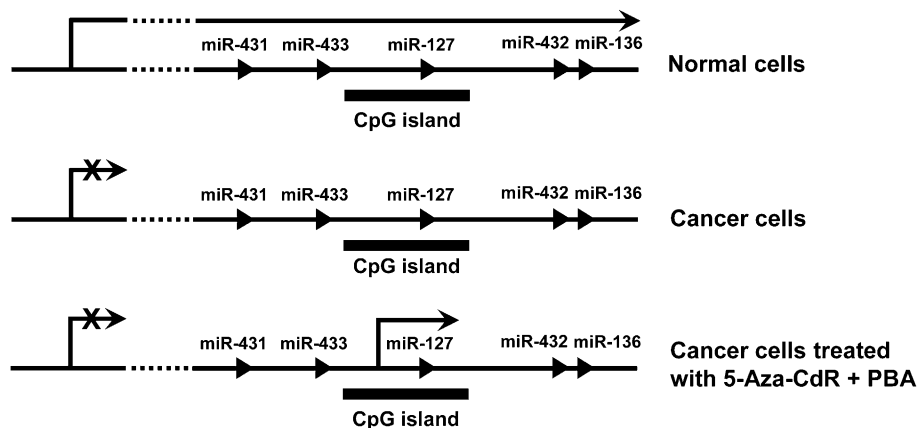 miR-431 miR-433 miR-127 miR-432 miR-136
Normal cells
CpG island
X
miR-431 miR-433 miR-127 miR-432 miR-136
Cancer cells
CpG island
X
miR-431 miR-433 miR-127 miR-432 miR-136
Cancer cells treated
with 5-Aza-CdR + PBA
CpG island